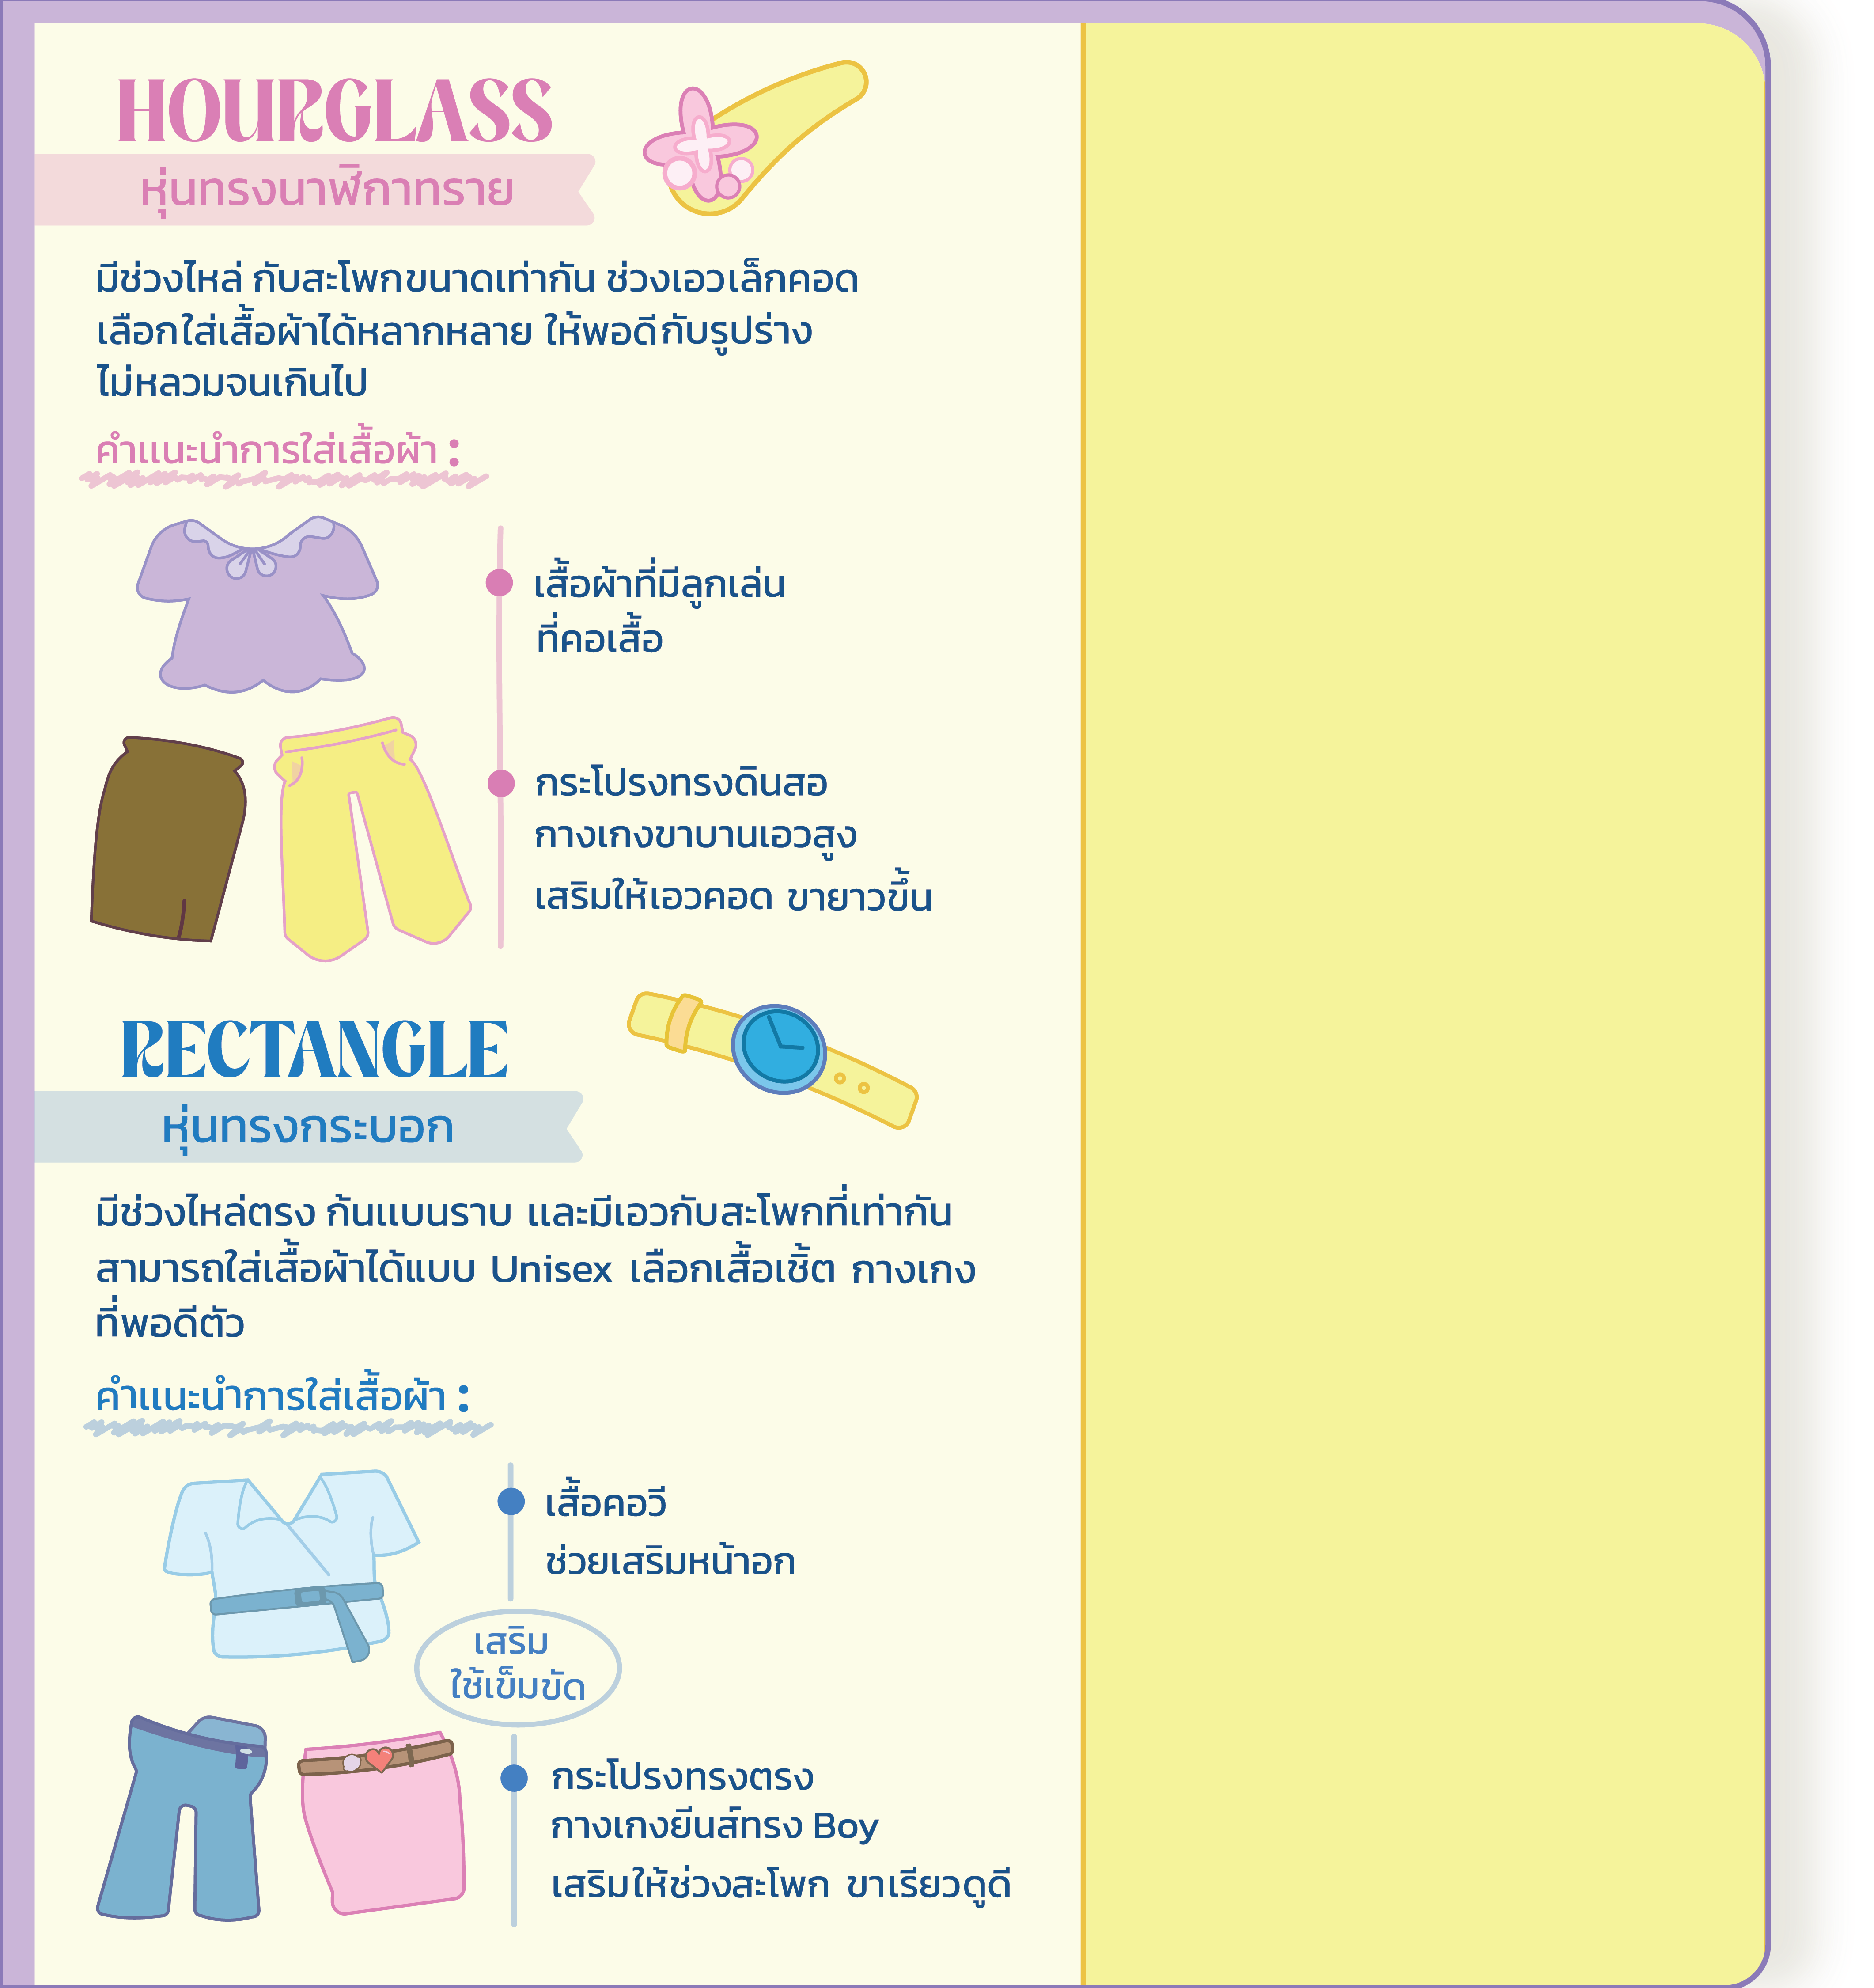 HOURGLASS
หุ่นทรงนาฬิกาทราย
มีช่วงไหล่ กับสะโพกขนาดเท่ากัน ช่วงเอวเล็กคอด
เลือกใส่เสื้อผ้าได้หลากหลาย ให้พอดีกับรูปร่าง
ไม่หลวมจนเกินไป
คำแนะนำการใส่เสื้อผ้า :
เสื้อผ้าที่มีลูกเล่น
ที่คอเสื้อ
กระโปรงทรงดินสอ
กางเกงขาบานเอวสูง
เสริมให้เอวคอด ขายาวขึ้น
RECTANGLE
หุ่นทรงกระบอก
มีช่วงไหล่ตรง ก้นแบนราบ และมีเอวกับสะโพกที่เท่ากัน
สามารถใส่เสื้อผ้าได้แบบ Unisex เลือกเสื้อเชิ้ต กางเกง
ที่พอดีตัว
คำแนะนำการใส่เสื้อผ้า :
เสื้อคอวี
ช่วยเสริมหน้าอก
เสริม
ใช้เข็มขัด
กระโปรงทรงตรง
กางเกงยีนส์ทรง Boy
เสริมให้ช่วงสะโพก ขาเรียวดูดี